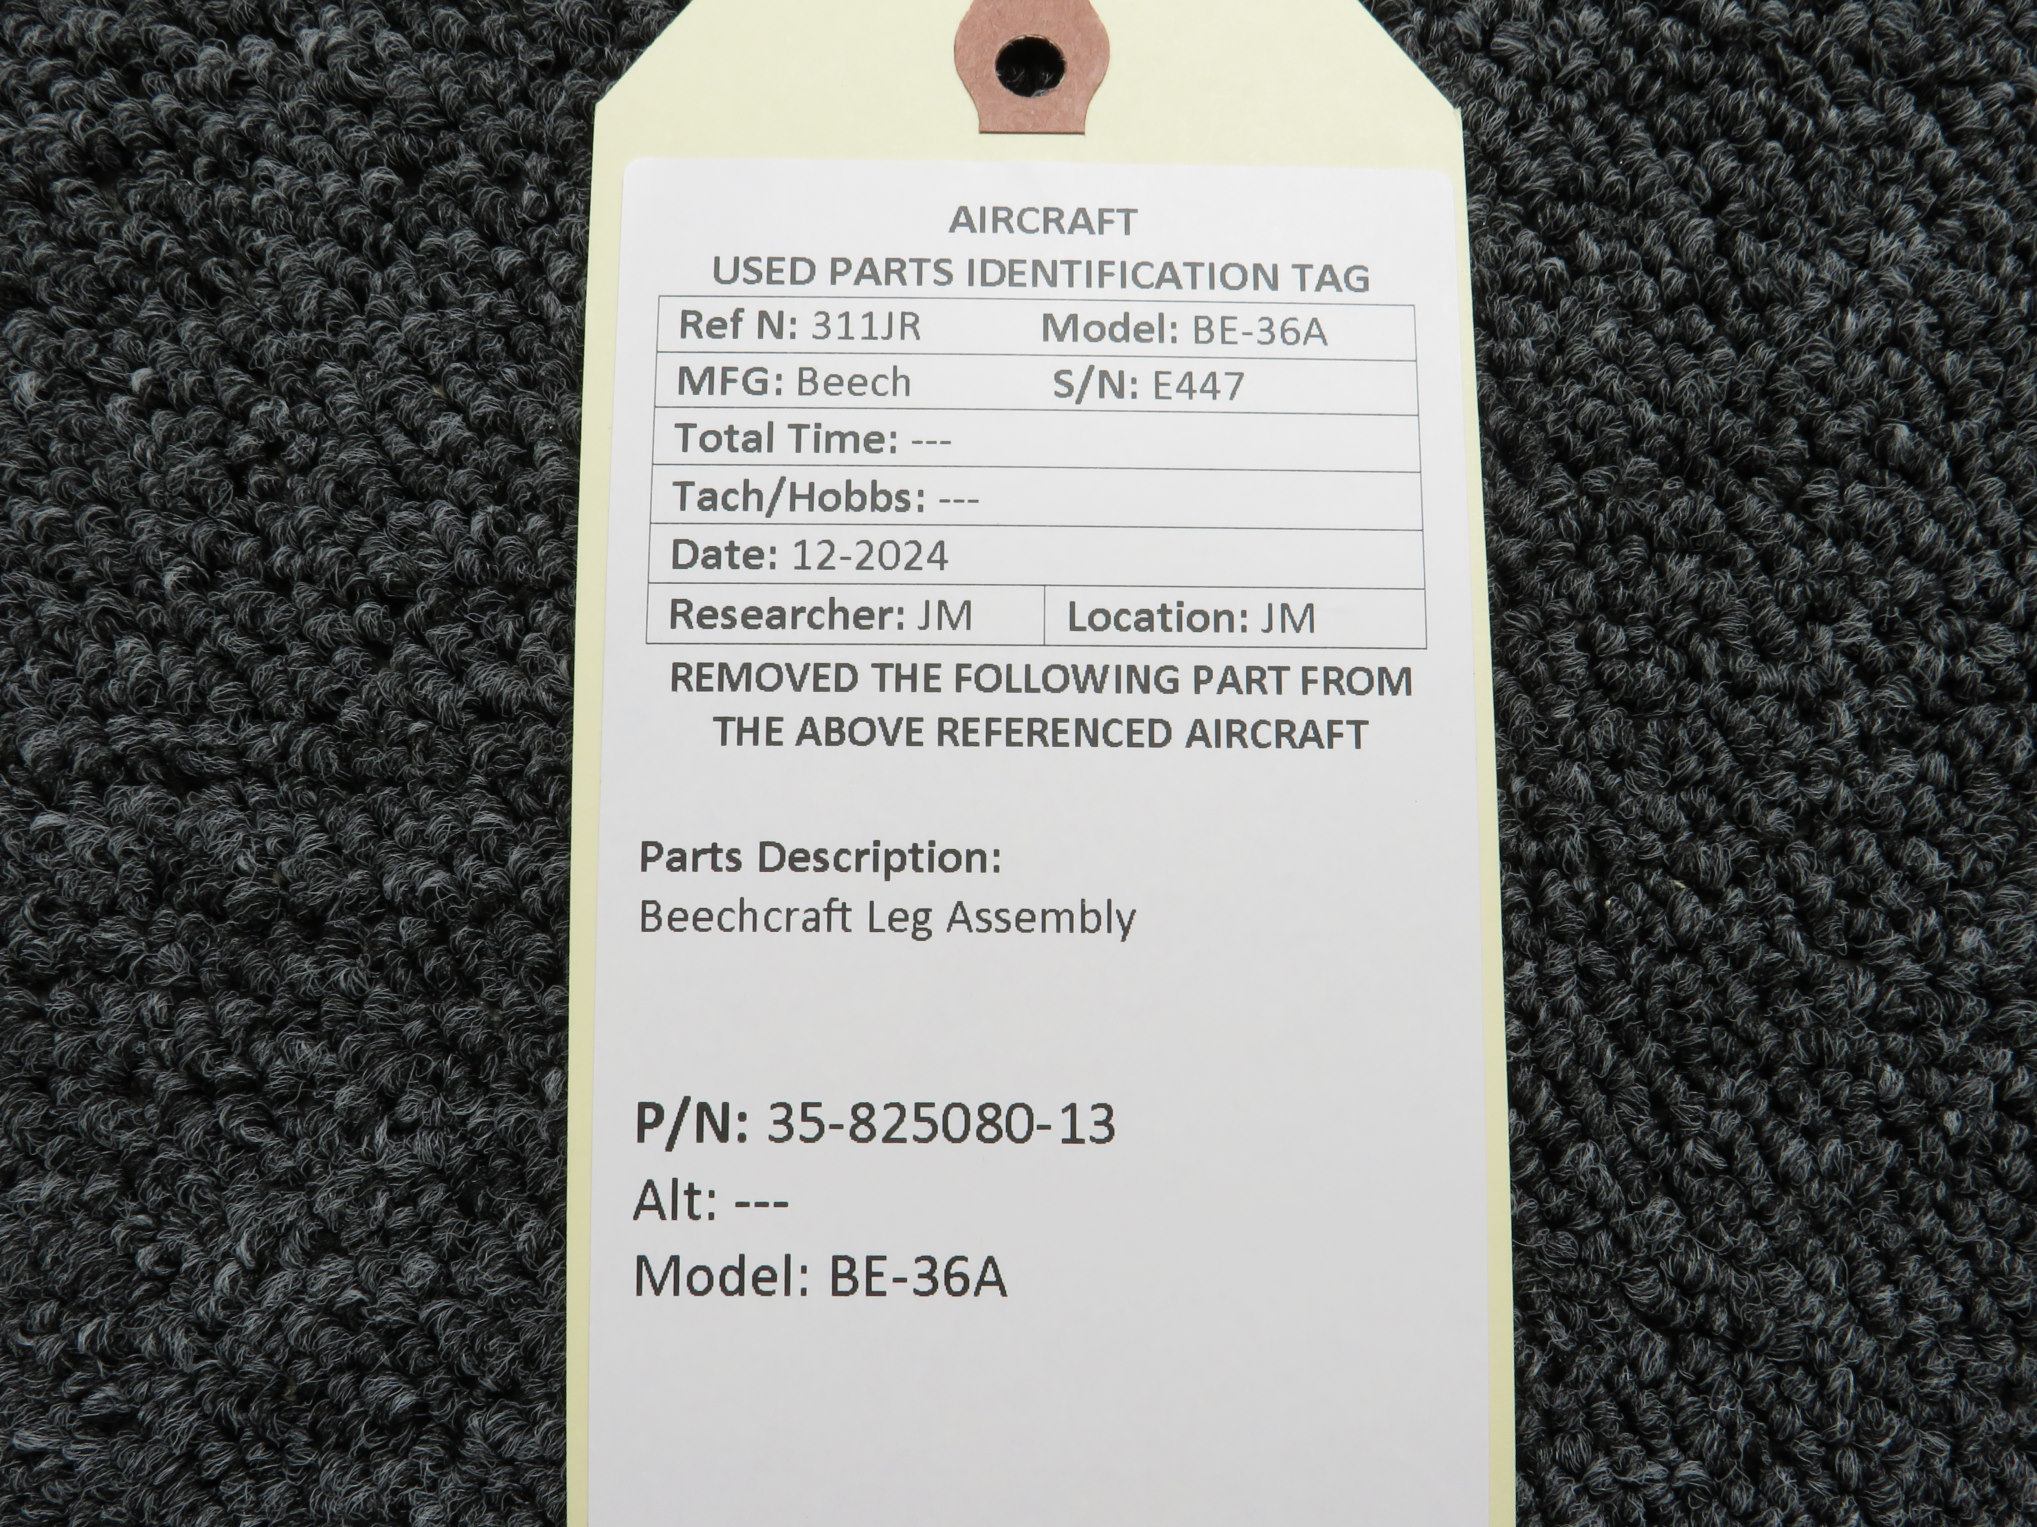 AIRCRAFT
USED PARTS IDENTIFICATION TAG
Ref N: 311JR Model: BE-36A
MFG: Beech S/N: E447
Total Time: ---
Tach/Hobbs: ---
Date: 12-2024
Researcher: JM Location: JM
REMOVED THE FOLLOWING PART FROM
THE ABOVE REFERENCED AIRCRAFT
Parts Description:
Beechcraft Leg Assembly
P/N: 35-825080-13
Alt: ---
Model: BE-36A